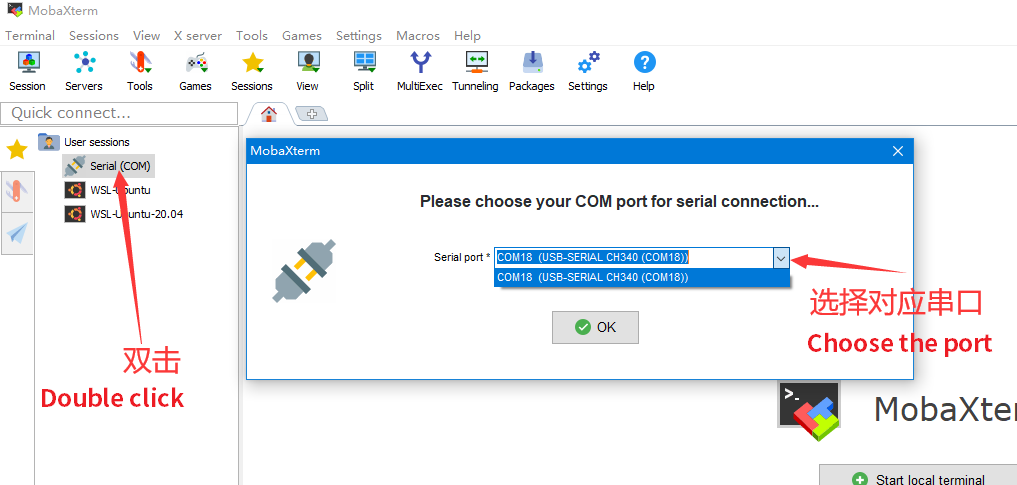 MobaXterm
Terminal Sessions View X server Tools Games Settings Macros Help
Session Servers Tools Games Sessions View Split MultiExec Tunneling Packages Settings Help
Quick connect...
User sessions
Serial (COM)
WSL-Ubuntu
WSL-Ubuntu-20.04
双击
Double click
MobaXterm
Please choose your COM port for serial connection...
Serial port * COM18 (USB-SERIAL CH340 (COM18))
COM18 (USB-SERIAL CH340 (COM18))
OK
选择对应串口
Choose the port
>_
MobaXter
Start local terminal